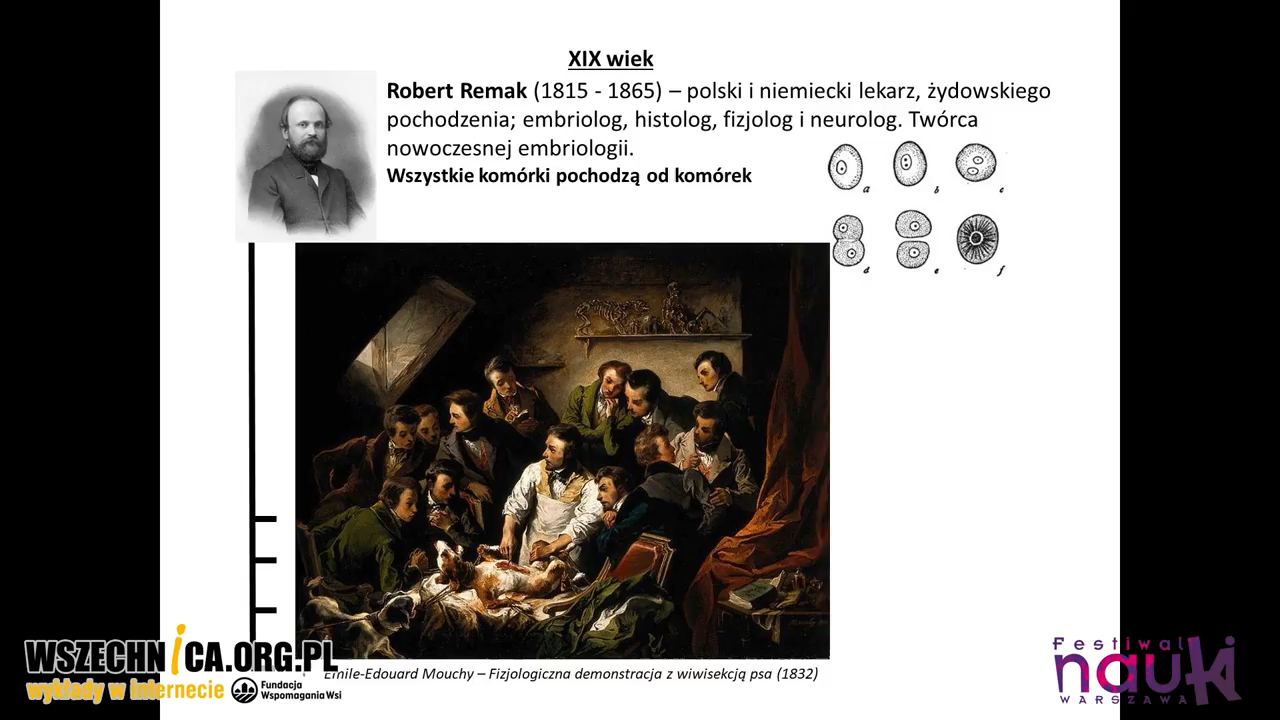 XIX wiek
Robert Remak (1815 - 1865) – polski i niemiecki lekarz, żydowskiego
pochodzenia; embriolog, histolog, fizjolog i neurolog. Twórca
nowoczesnej embriologii.
Wszystkie komórki pochodzą od komórek
a b c
d e f
Emile-Edouard Mouchy – Fizjologiczna demonstracja z wiwisekcją psa (1832)
WSZECHNiCA.ORG.PL
wykłady w internecie
Fundacja
Wspomagania Wsi
Festiwal
nauki
WARSZAWA